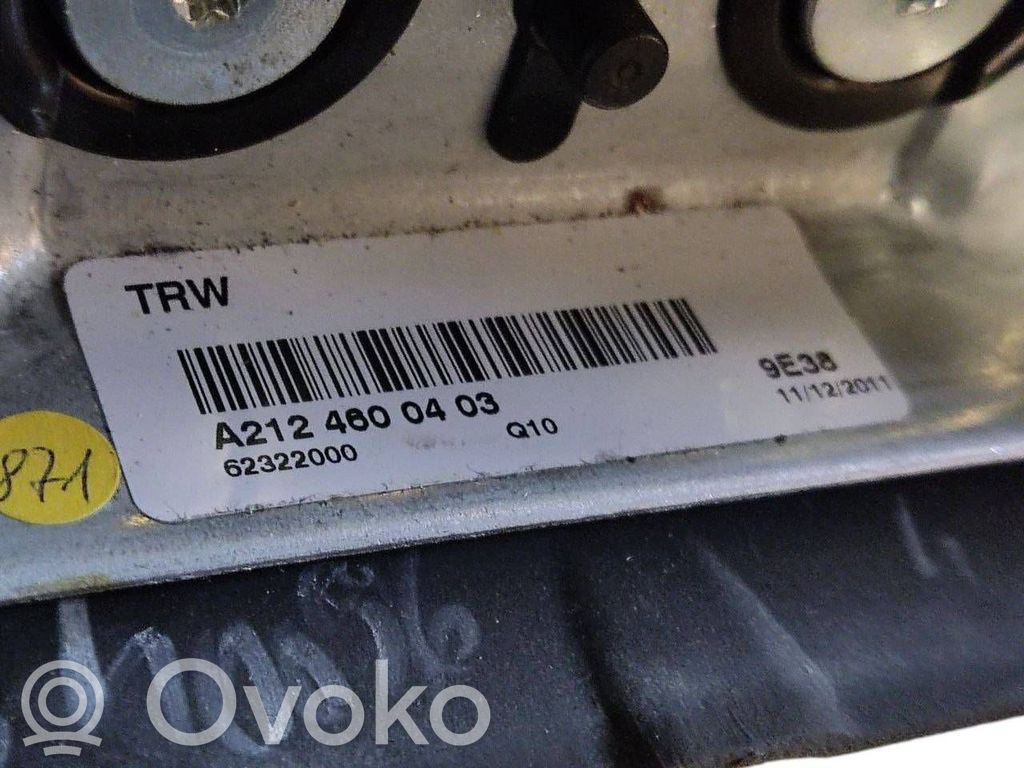 TRW
A212 460 04 03
62322000
Q10
9E38
11/12/2011
871
Ovoko